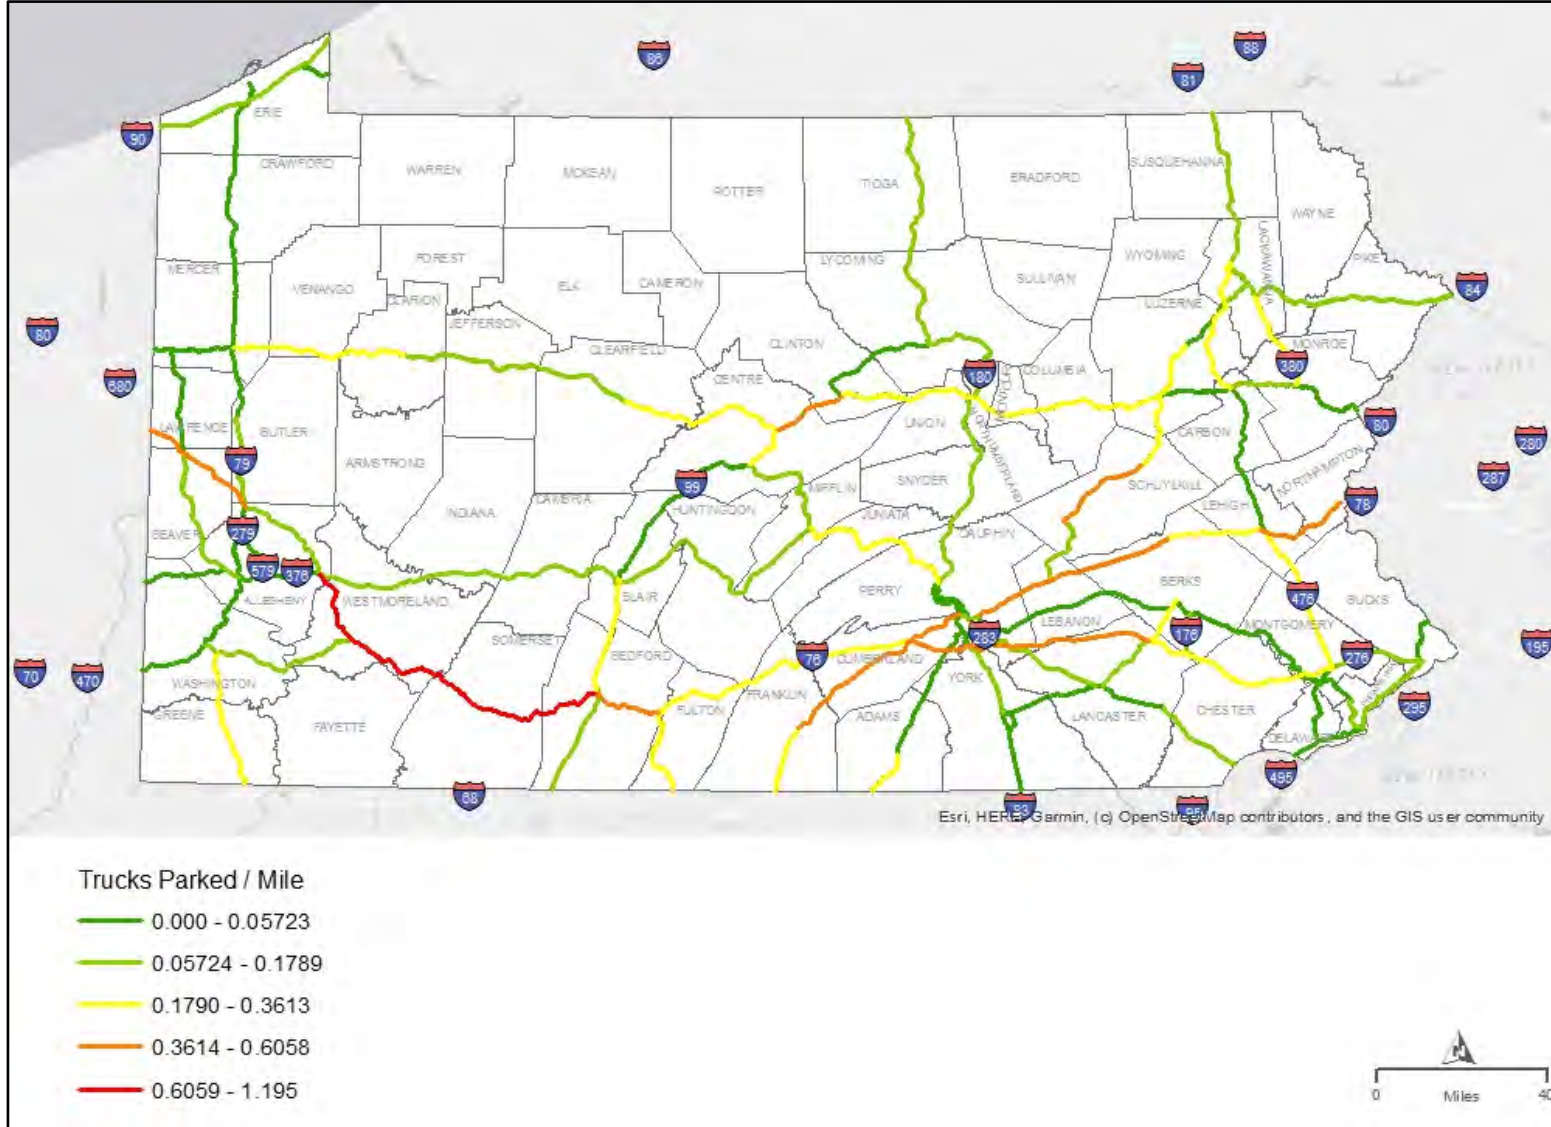 86
88
81
90
ERIE
CRAWFORD
WARREN
MCKEAN
POTTER
TIOGA
BRADFORD
SUSQUEHANNA
WAYNE
MERCER
VENANGO
FOREST
CLARION
ELK
CAMERON
LYCOMING
SULLIVAN
WYOMING
LACKAWANNA
PIKE
84
80
680
JEFFERSON
CLEARFIELD
CLINTON
CENTRE
180
COLUMBIA
LUZERNE
MONROE
380
80
LAWRENCE
BUTLER
ARMSTRONG
79
INDIANA
CAMBRIA
99
HUNTINGDON
MIFFLIN
UNION
SNYDER
NORTHUMBERLAND
JUNIATA
CARBON
SCHUYLKILL
LEHIGH
NORTHAMPTON
78
280
287
BEAVER
279
579
376
ALLEGHENY
WESTMORELAND
BLAIR
PERRY
DAUPHIN
BERKS
LEBANON
476
BUCKS
MONTGOMERY
176
276
283
195
70
470
WASHINGTON
GREENE
FAYETTE
SOMERSET
BEDFORD
FULTON
76
CUMBERLAND
FRANKLIN
ADAMS
YORK
LANCASTER
CHESTER
295
495
68
83
95
NEW JERSEY
Esri, HERE, Garmin, (c) OpenStreetMap contributors, and the GIS user community
Trucks Parked / Mile
0.000 - 0.05723
0.05724 - 0.1789
0.1790 - 0.3613
0.3614 - 0.6058
0.6059 - 1.195
N
0
Miles